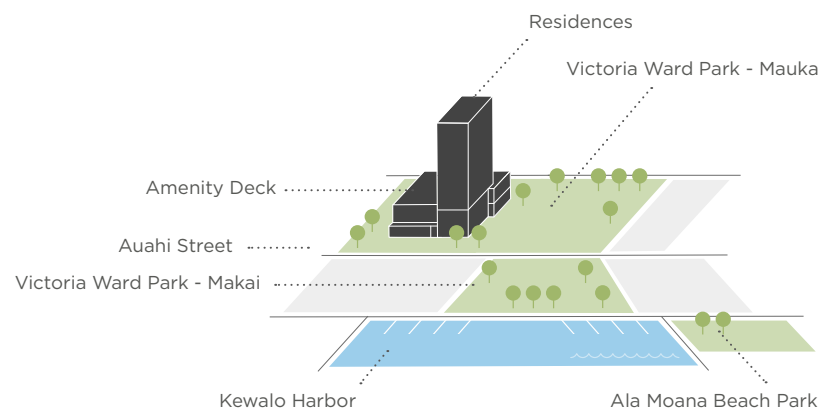 Residences
Victoria Ward Park - Mauka
Amenity Deck
Auahi Street
Victoria Ward Park - Makai
Kewalo Harbor
Ala Moana Beach Park